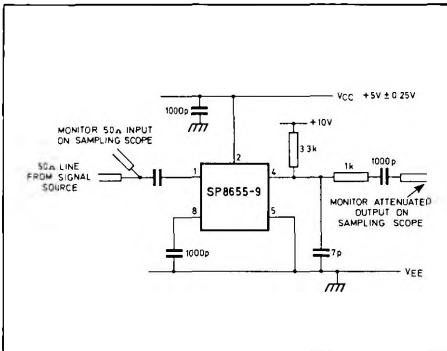 VCC +5V ± 0.25V
1000p
+10V
MONITOR 50Ω INPUT
ON SAMPLING SCOPE
3.3k
50Ω LINE
FROM SIGNAL
SOURCE
1
2
4
1k
1000p
SP8655-9
8
5
MONITOR ATTENUATED
OUTPUT ON
SAMPLING SCOPE
1000p
7p
VEE